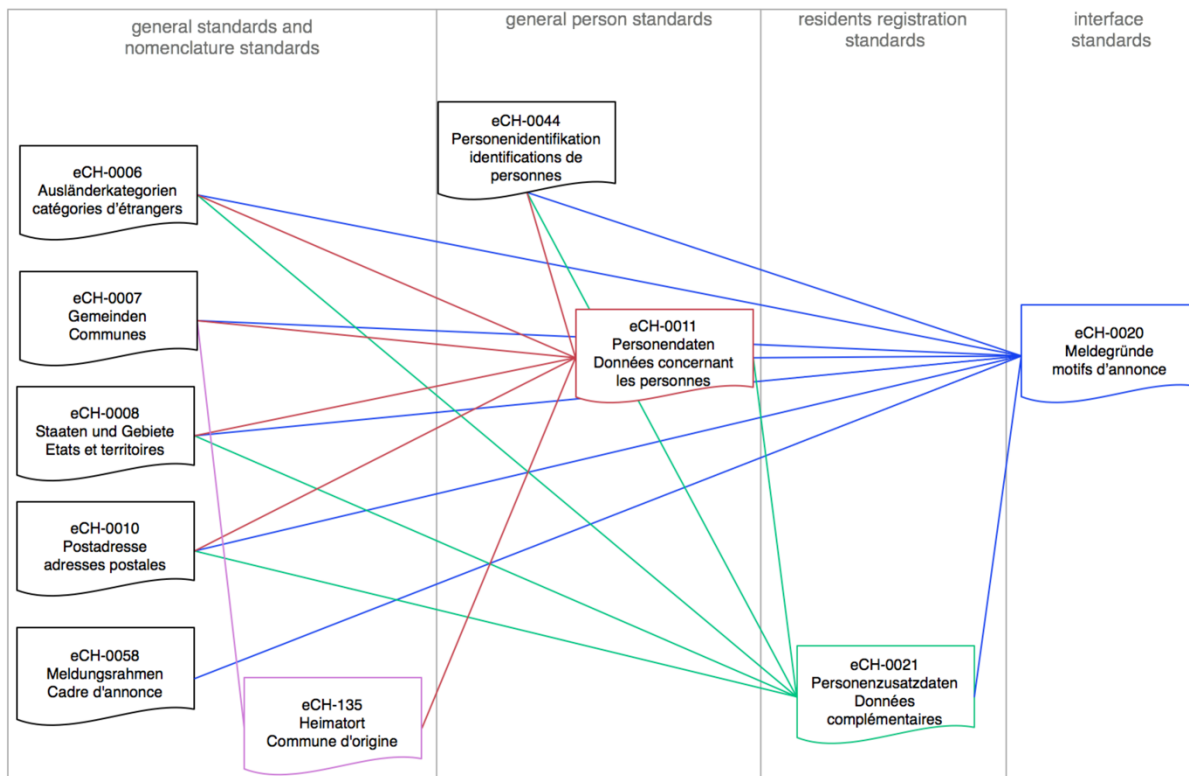 general standards and
nomenclature standards
general person standards
residents registration
standards
interface
standards
eCH-0044
Personenidentifikation
identifications de
personnes
eCH-0006
Ausländerkategorien
catégories d'étrangers
eCH-0007
Gemeinden
Communes
eCH-0011
Personendaten
Données concernant
les personnes
eCH-0020
Meldegründe
motifs d'annonce
eCH-0008
Staaten und Gebiete
Etats et territoires
eCH-0010
Postadresse
adresses postales
eCH-0058
Meldungsrahmen
Cadre d'annonce
eCH-135
Heimatort
Commune d'origine
eCH-0021
Personenzusatzdaten
Données
complémentaires